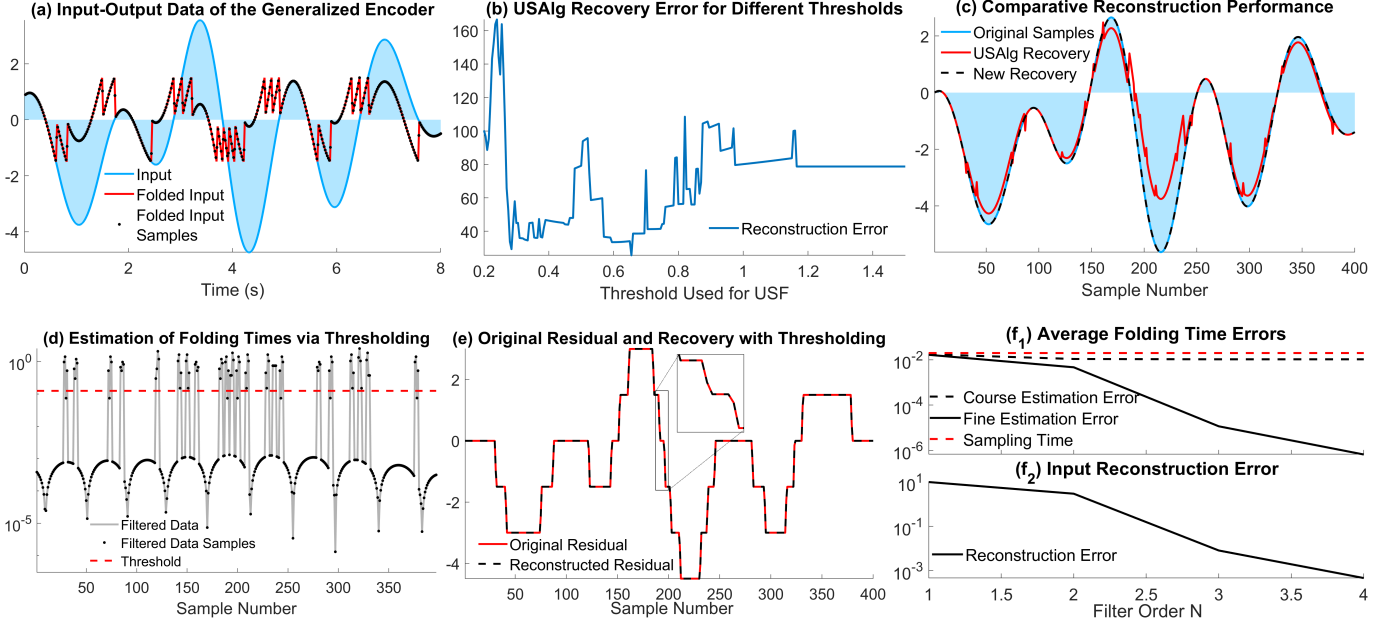 (a) Input-Output Data of the Generalized Encoder
2
0
-2
-4
Input
Folded Input
Folded Input
Samples
0 2 4 6 8
Time (s)
(b) USAlg Recovery Error for Different Thresholds
160
140
120
100
80
60
40
Reconstruction Error
0.2 0.4 0.6 0.8 1 1.2 1.4
Threshold Used for USF
(c) Comparative Reconstruction Performance
2
0
-2
-4
Original Samples
USAlg Recovery
New Recovery
50 100 150 200 250 300 350 400
Sample Number
(d) Estimation of Folding Times via Thresholding
10^0
10^-5
Filtered Data
Filtered Data Samples
Threshold
50 100 150 200 250 300 350
Sample Number
(e) Original Residual and Recovery with Thresholding
2
0
-2
-4
Original Residual
Reconstructed Residual
50 100 150 200 250 300 350 400
Sample Number
(f_1) Average Folding Time Errors
10^-2
10^-4
10^-6
Course Estimation Error
Fine Estimation Error
Sampling Time
(f_2) Input Reconstruction Error
10^1
10^-1
10^-3
Reconstruction Error
1 1.5 2 2.5 3 3.5 4
Filter Order N